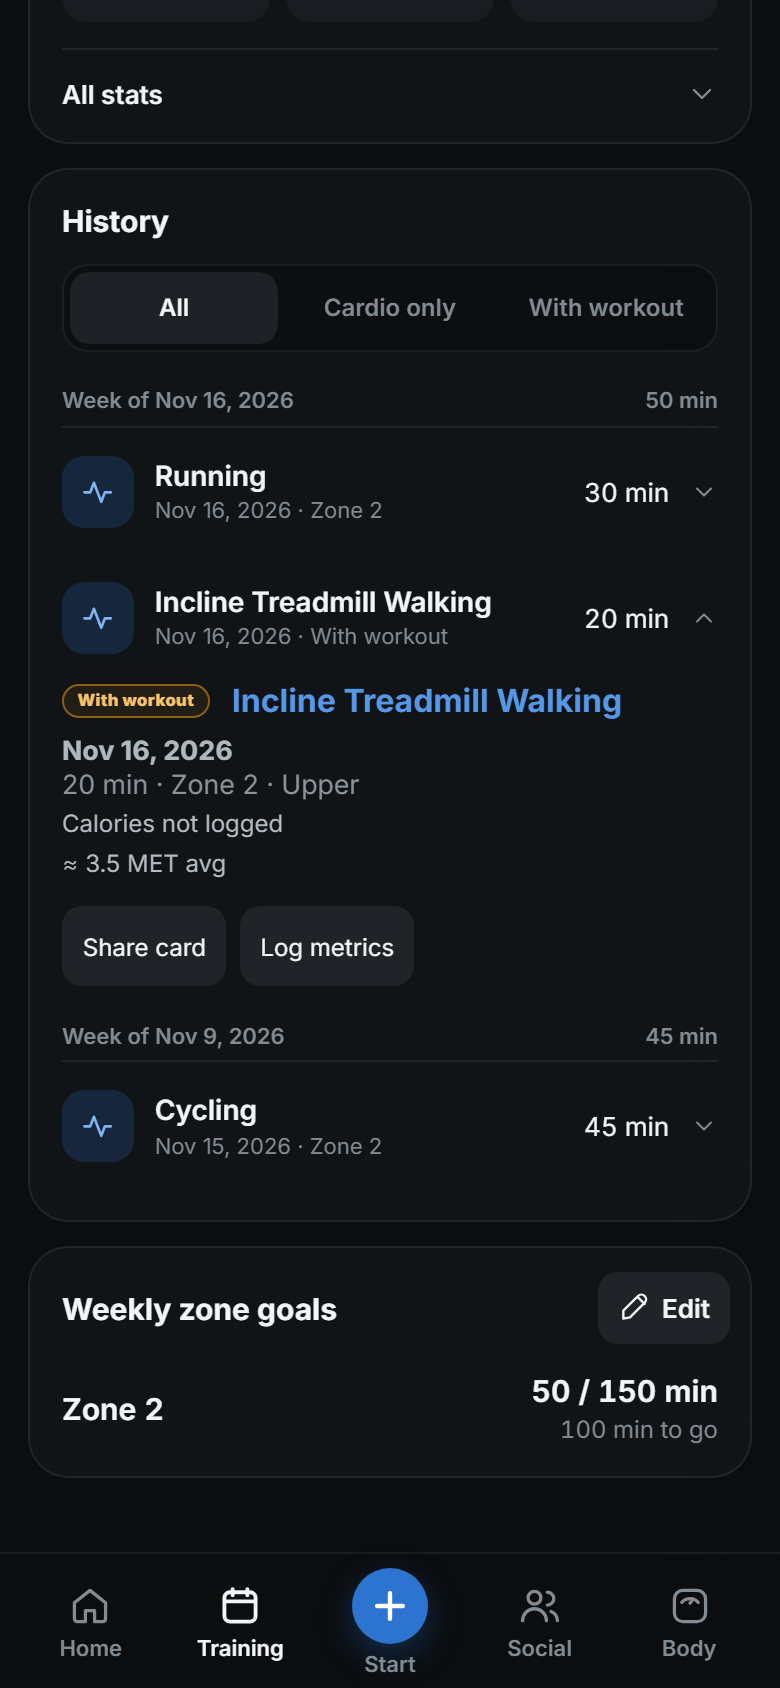 All stats
History
All
Cardio only
With workout
Week of Nov 16, 2026
50 min
Running
Nov 16, 2026 · Zone 2
30 min
Incline Treadmill Walking
Nov 16, 2026 · With workout
20 min
With workout
Incline Treadmill Walking
Nov 16, 2026
20 min · Zone 2 · Upper
Calories not logged
≈ 3.5 MET avg
Share card
Log metrics
Week of Nov 9, 2026
45 min
Cycling
Nov 15, 2026 · Zone 2
45 min
Weekly zone goals
Edit
Zone 2
50 / 150 min
100 min to go
Home
Training
Start
Social
Body